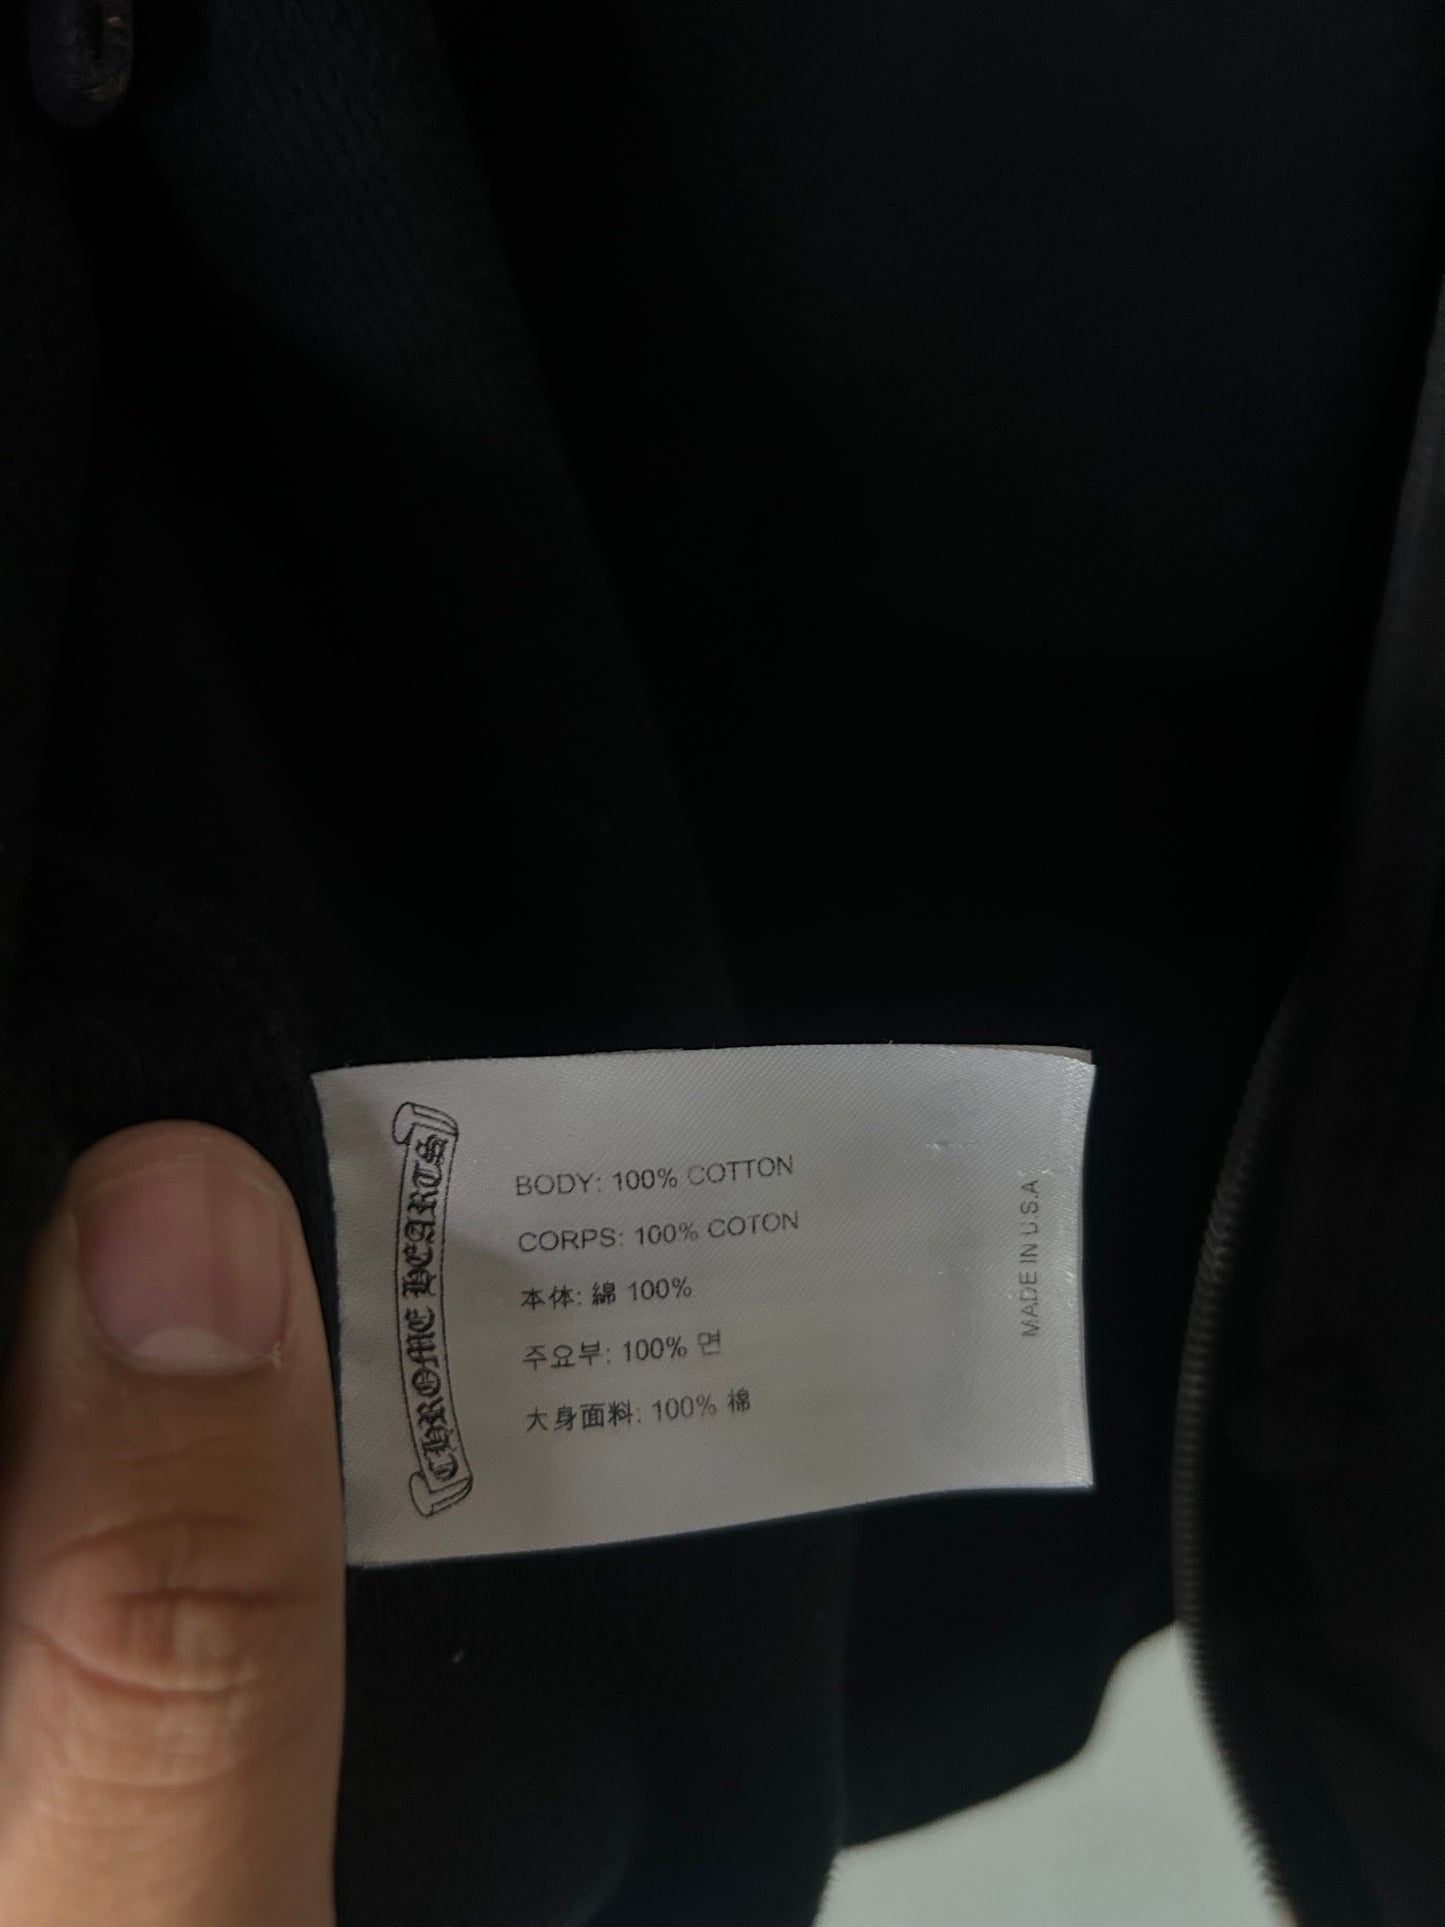 CHROME HEARTS
BODY: 100% COTTON
CORPS: 100% COTON
本体: 綿 100%
주요부: 100% 면
大身面料: 100% 棉
MADE IN U.S.A